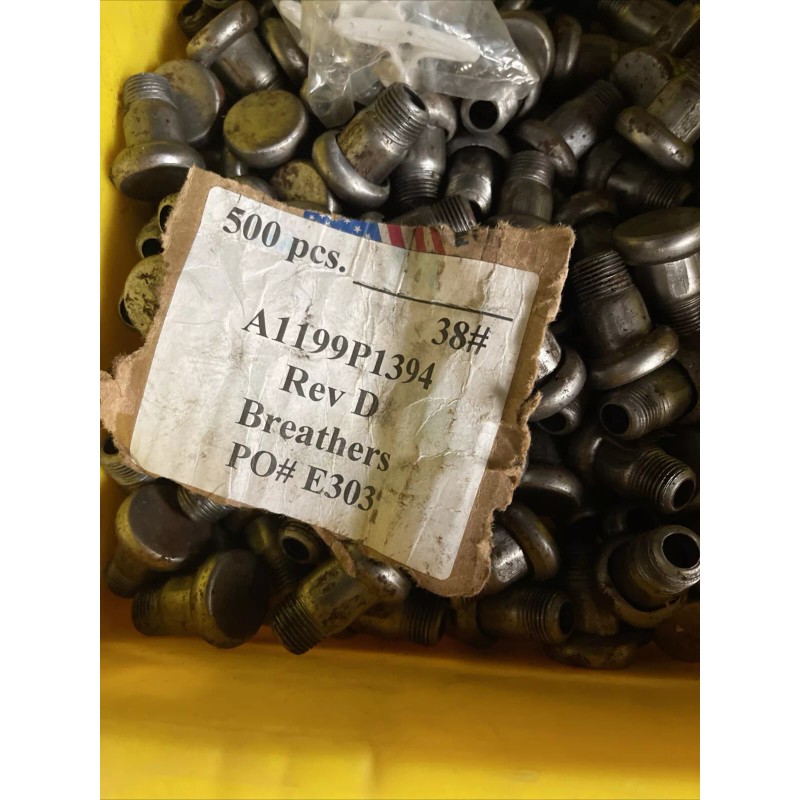 500 pcs.
38#
A1199P1394
Rev D
Breathers
PO# E303